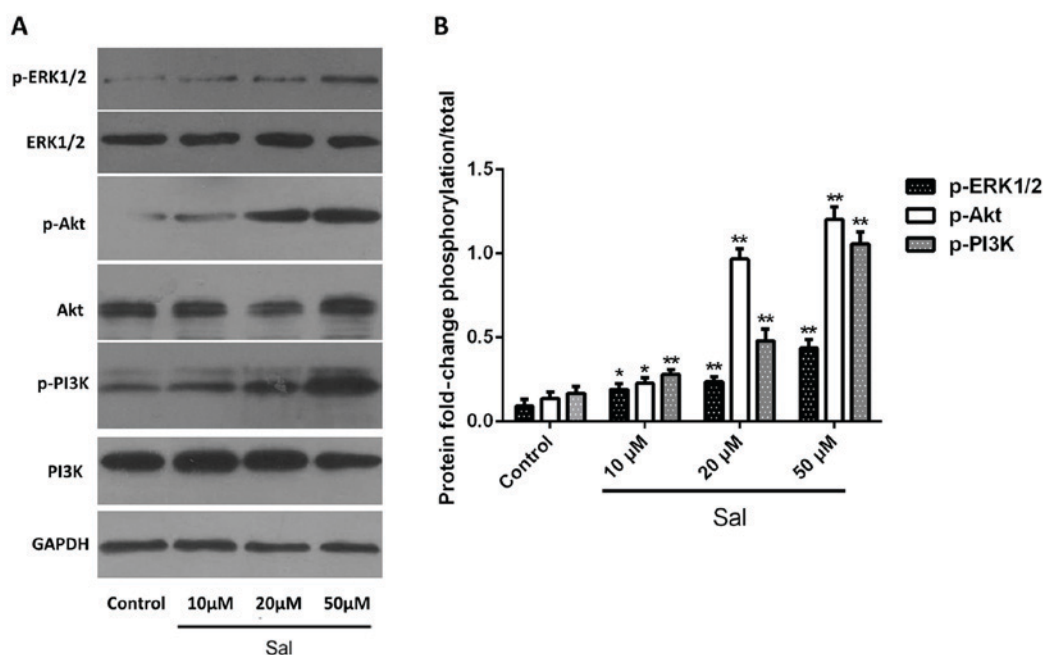 A
p-ERK1/2
ERK1/2
p-Akt
Akt
p-PI3K
PI3K
GAPDH
Control 10μM 20μM 50μM
Sal
B
Protein fold-change phosphorylation/total
1.5
1.0
0.5
0.0
* * **
** ** **
** ** **
Control 10 μM 20 μM 50 μM
Sal
p-ERK1/2
p-Akt
p-PI3K